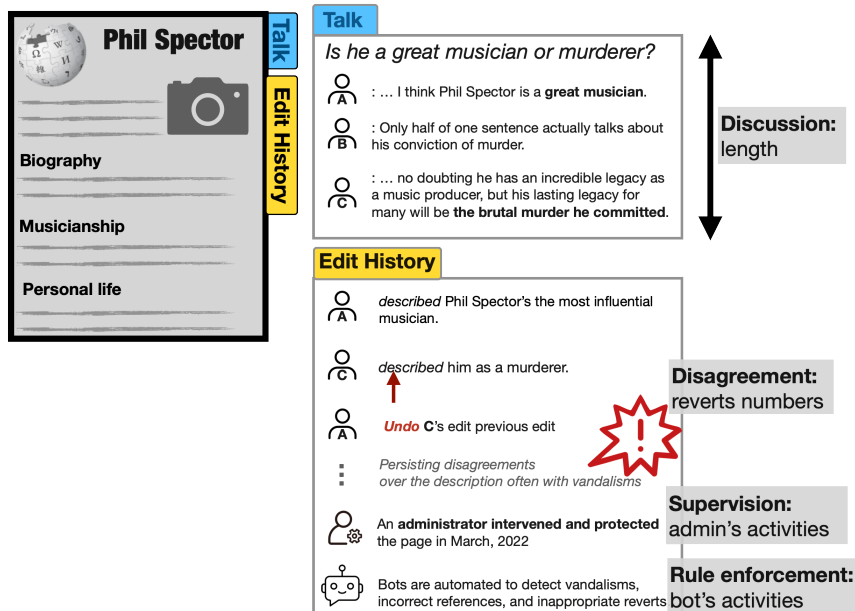 Phil Spector
Talk
Edit History
Biography
Musicianship
Personal life
Talk
Is he a great musician or murderer?
A
: ... I think Phil Spector is a great musician.
B
: Only half of one sentence actually talks about
his conviction of murder.
C
: ... no doubting he has an incredible legacy as
a music producer, but his lasting legacy for
many will be the brutal murder he committed.
Discussion:
length
Edit History
A
described Phil Spector's the most influential
musician.
C
described him as a murderer.
A
Undo C's edit previous edit
!
Persisting disagreements
over the description often with vandalisms
Disagreement:
reverts numbers
An administrator intervened and protected
the page in March, 2022
Supervision:
admin's activities
Bots are automated to detect vandalisms,
incorrect references, and inappropriate reverts
Rule enforcement:
bot's activities